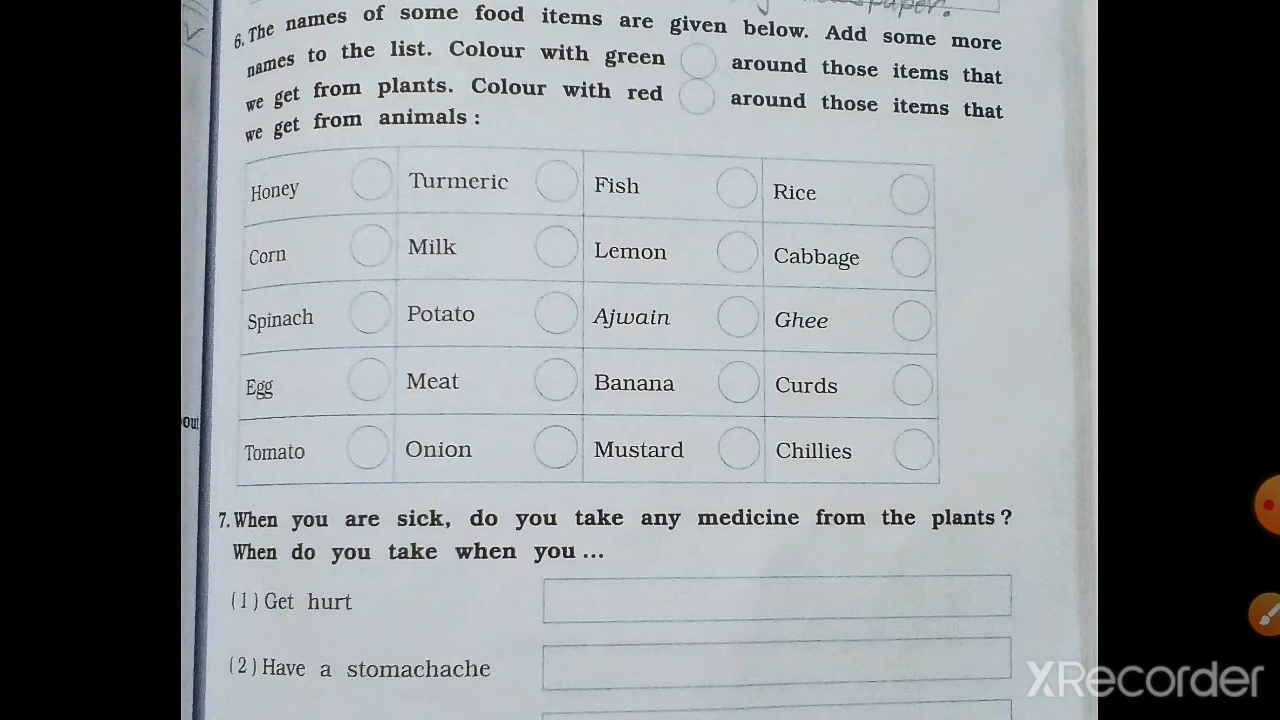 paper.
6. The names of some food items are given below. Add some more
names to the list. Colour with green around those items that
we get from plants. Colour with red around those items that
we get from animals :
Honey Turmeric Fish Rice
Corn Milk Lemon Cabbage
Spinach Potato Ajwain Ghee
Egg Meat Banana Curds
Tomato Onion Mustard Chillies
7. When you are sick, do you take any medicine from the plants?
When do you take when you ...
(1) Get hurt
(2) Have a stomachache
XRecorder